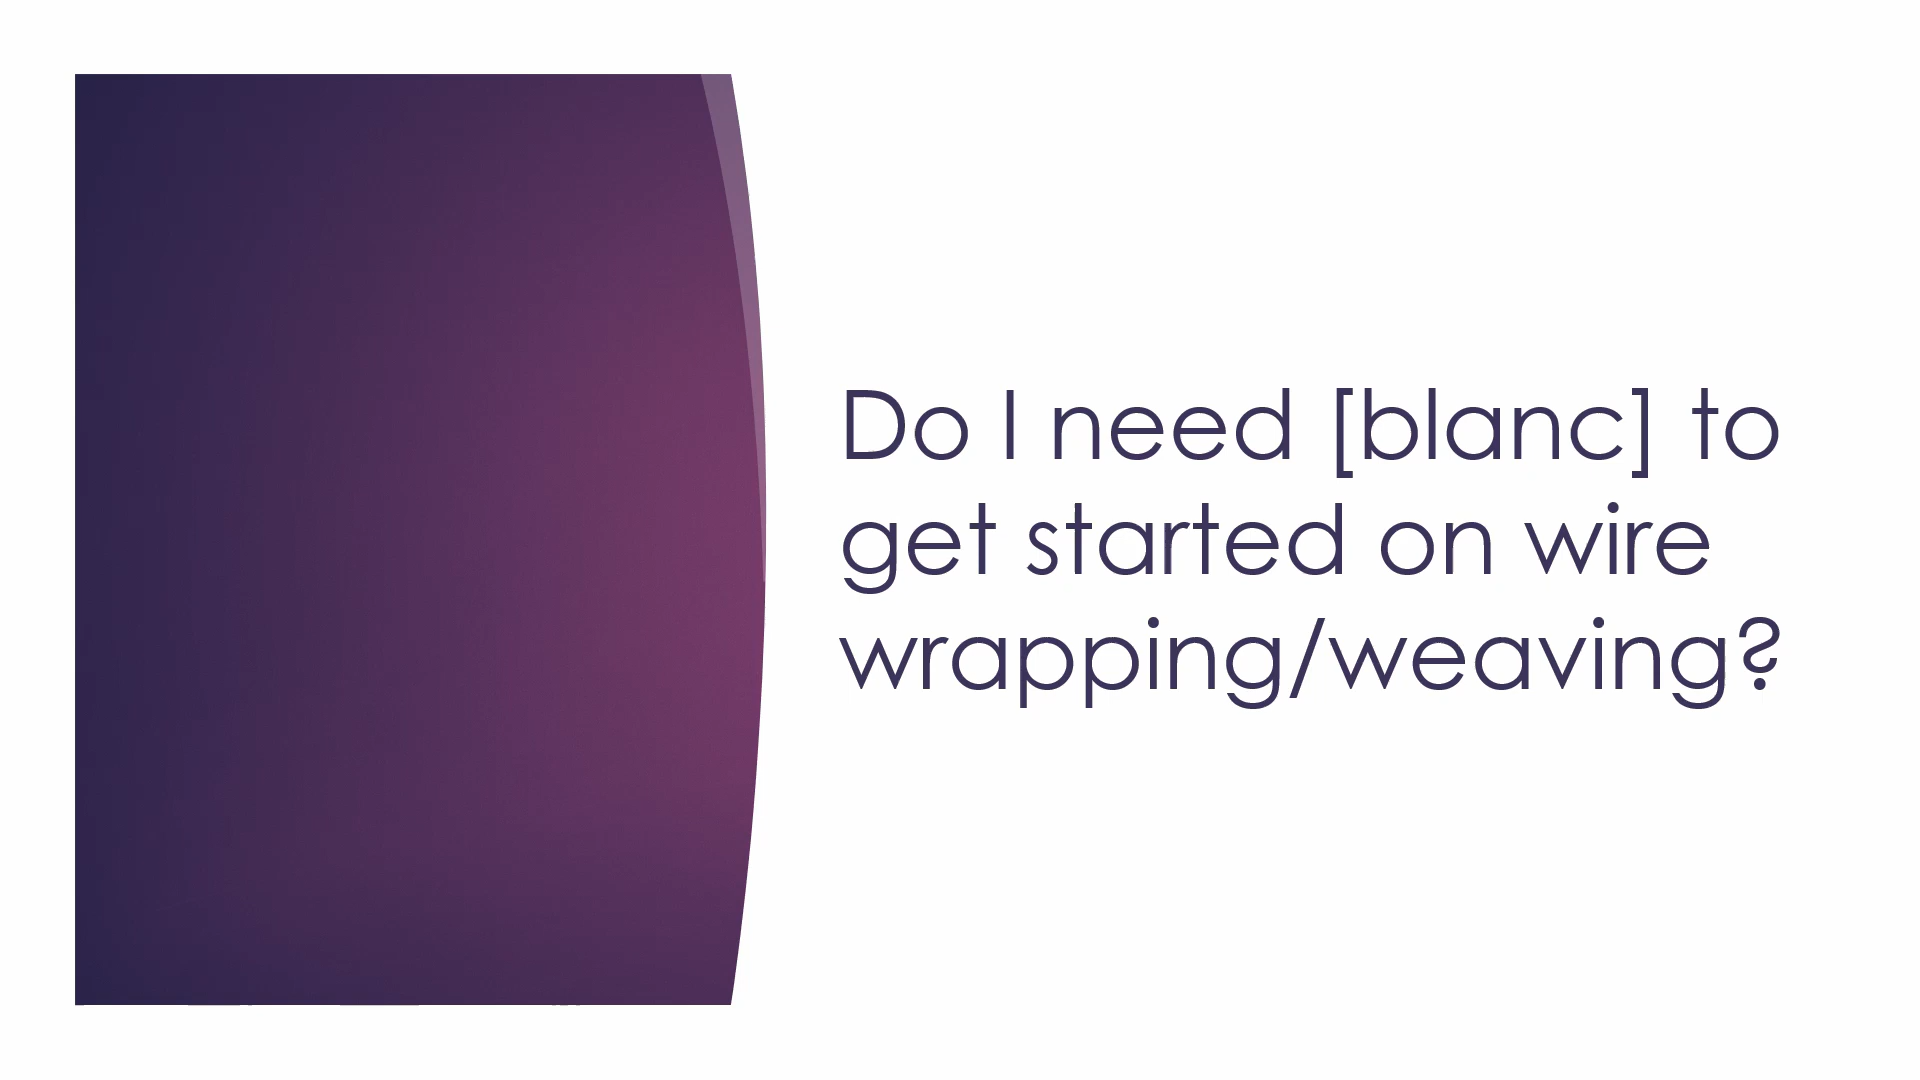 Do I need [blanc] to
get started on wire
wrapping/weaving?